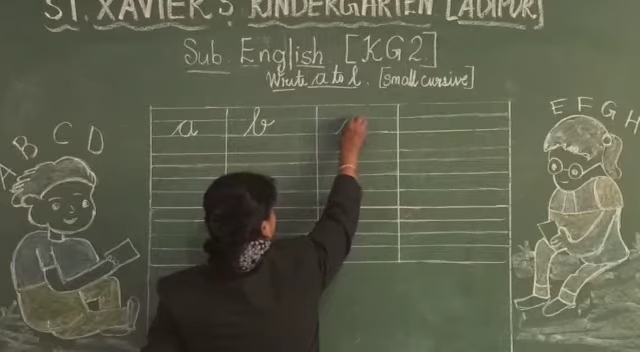 ST. XAVIER'S KINDERGARTEN [ADIPUR]
Sub. English [KG2]
Write a to l. [small cursive]
A B C D
E F G H
a b